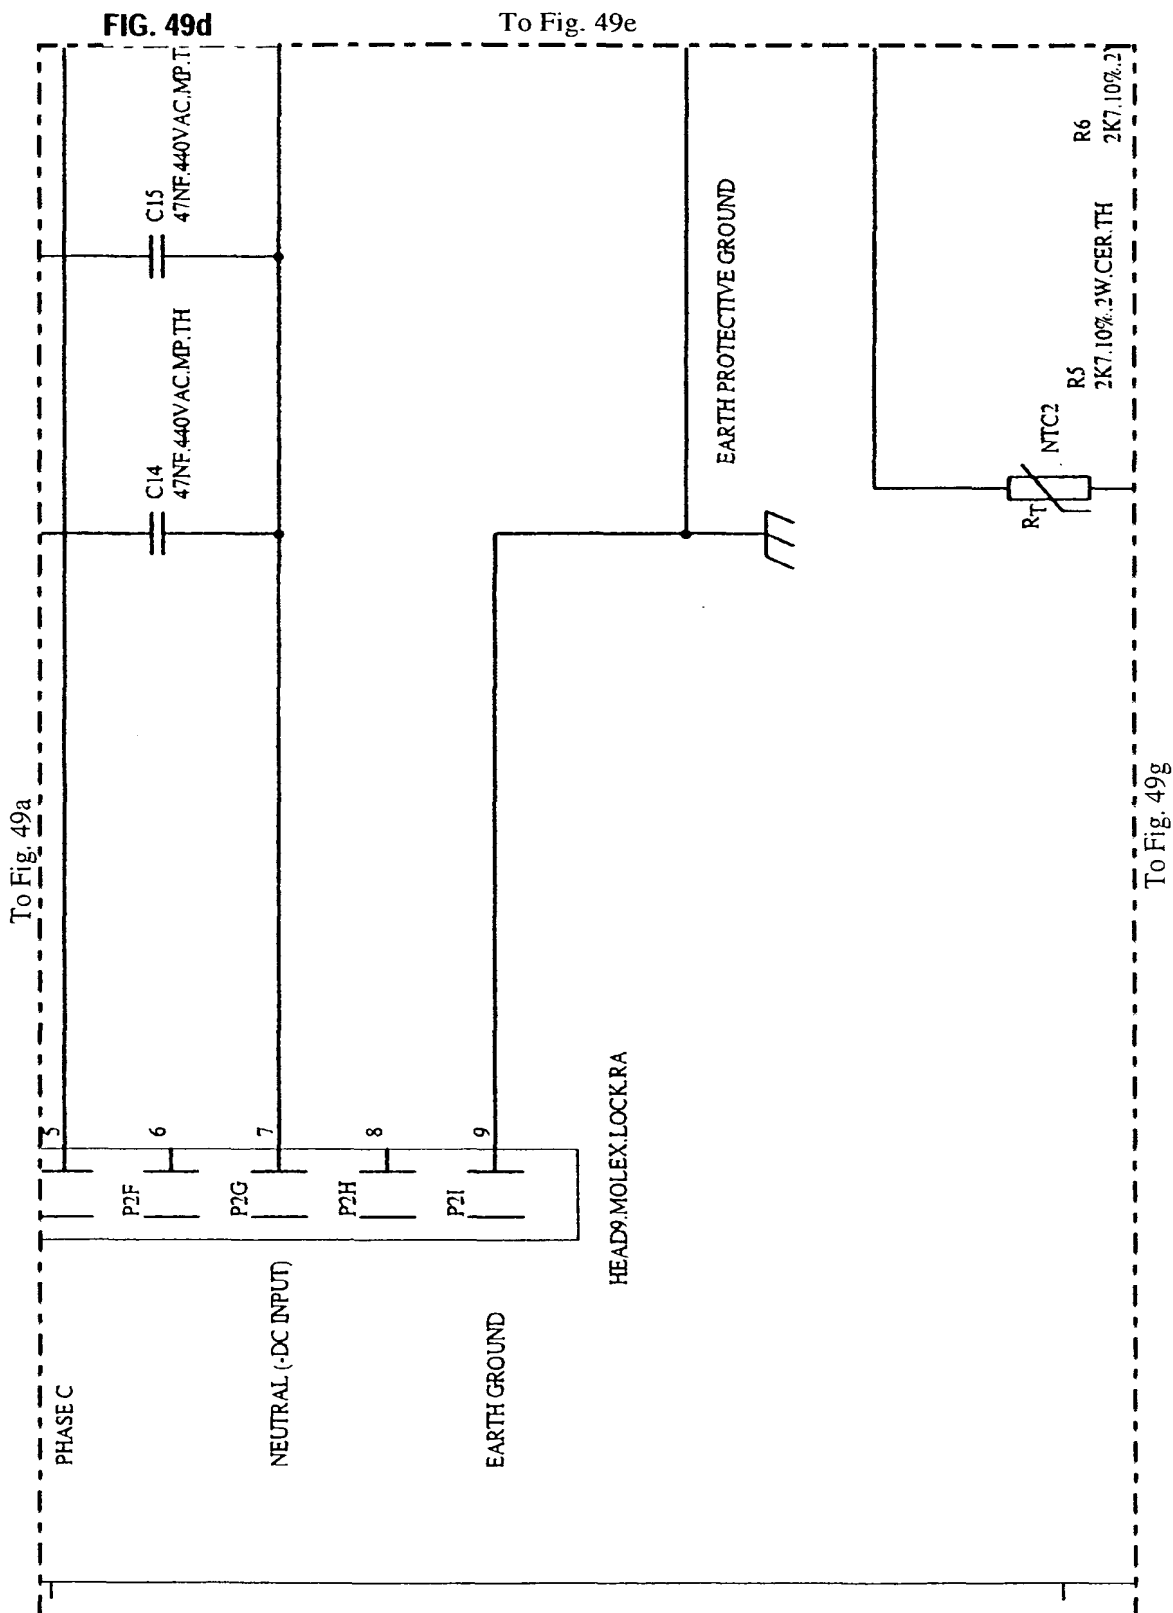 FIG. 49d
To Fig. 49e
To Fig. 49a
To Fig. 49g
PHASE C
NEUTRAL (-DC INPUT)
EARTH GROUND
5
P2F
6
P2G
7
P2H
8
P2I
9
HEAD9.MOLEX.LOCK.RA
C14
47NF.440VAC.MP.TH
C15
47NF.440VAC.MP.T
EARTH PROTECTIVE GROUND
RT
NTC2
R5
2K7.10%.2W.CER.TH
R6
2K7.10%.2